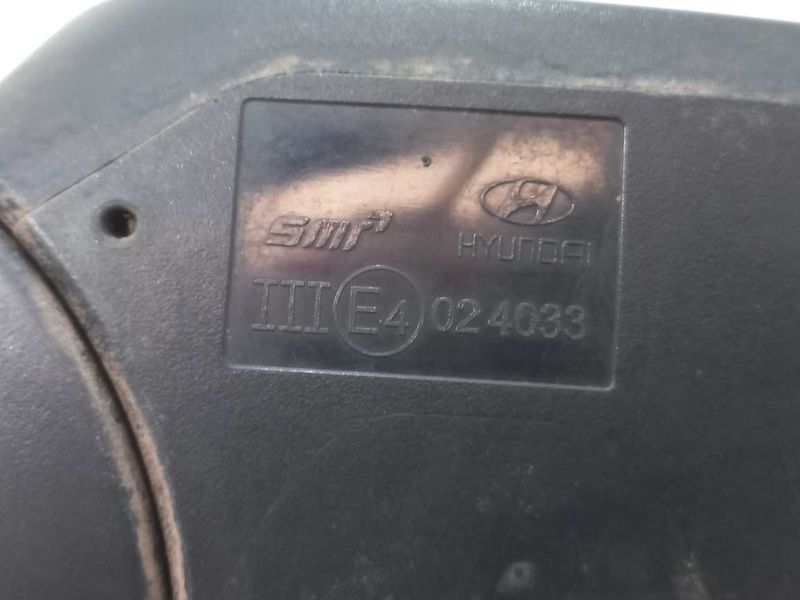 SMR
HYUNDAI
III E4 024033